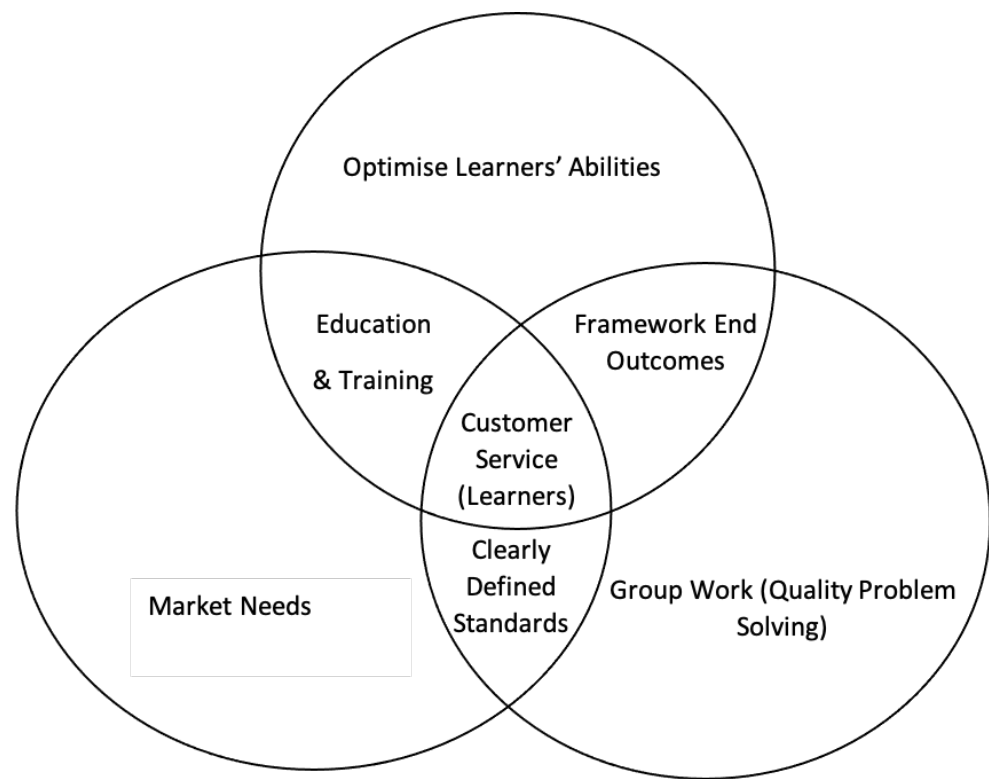 Optimise Learners’ Abilities
Education
& Training
Framework End
Outcomes
Customer
Service
(Learners)
Clearly
Defined
Standards
Market Needs
Group Work (Quality Problem
Solving)